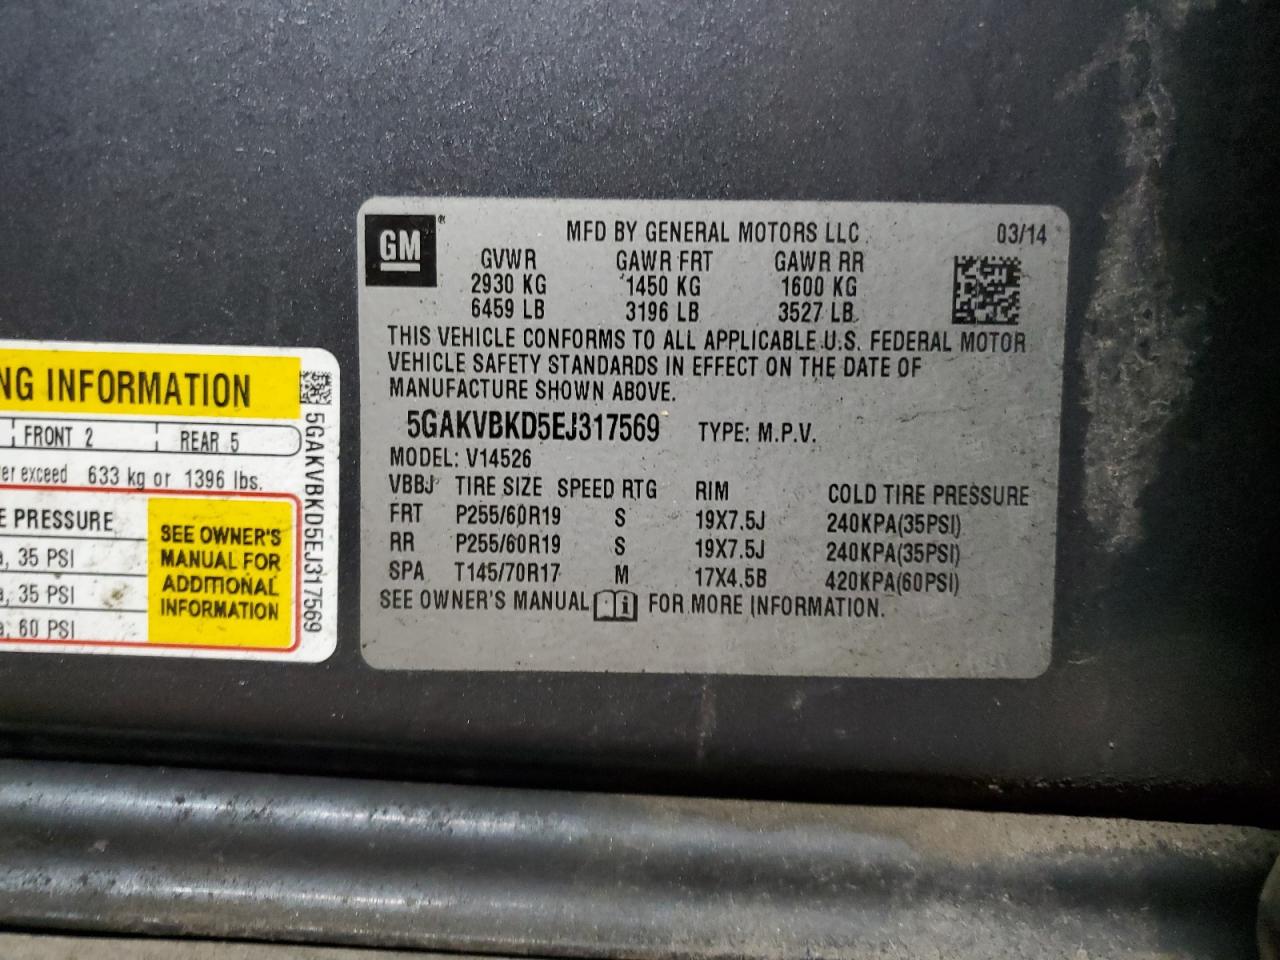 GM
MFD BY GENERAL MOTORS LLC 03/14
GVWR GAWR FRT GAWR RR
2930 KG 1450 KG 1600 KG
6459 LB 3196 LB 3527 LB
THIS VEHICLE CONFORMS TO ALL APPLICABLE U.S. FEDERAL MOTOR
VEHICLE SAFETY STANDARDS IN EFFECT ON THE DATE OF
MANUFACTURE SHOWN ABOVE.
5GAKVBKD5EJ317569 TYPE: M.P.V.
MODEL: V14526
VBBJ TIRE SIZE SPEED RTG RIM COLD TIRE PRESSURE
FRT P255/60R19 S 19X7.5J 240KPA(35PSI)
RR P255/60R19 S 19X7.5J 240KPA(35PSI)
SPA T145/70R17 M 17X4.5B 420KPA(60PSI)
SEE OWNER'S MANUAL i FOR MORE INFORMATION.
NG INFORMATION
FRONT 2 REAR 5
er exceed 633 kg or 1396 lbs.
E PRESSURE
a, 35 PSI
a, 35 PSI
a, 60 PSI
SEE OWNER'S
MANUAL FOR
ADDITIONAL
INFORMATION
5GAKVBKD5EJ317569